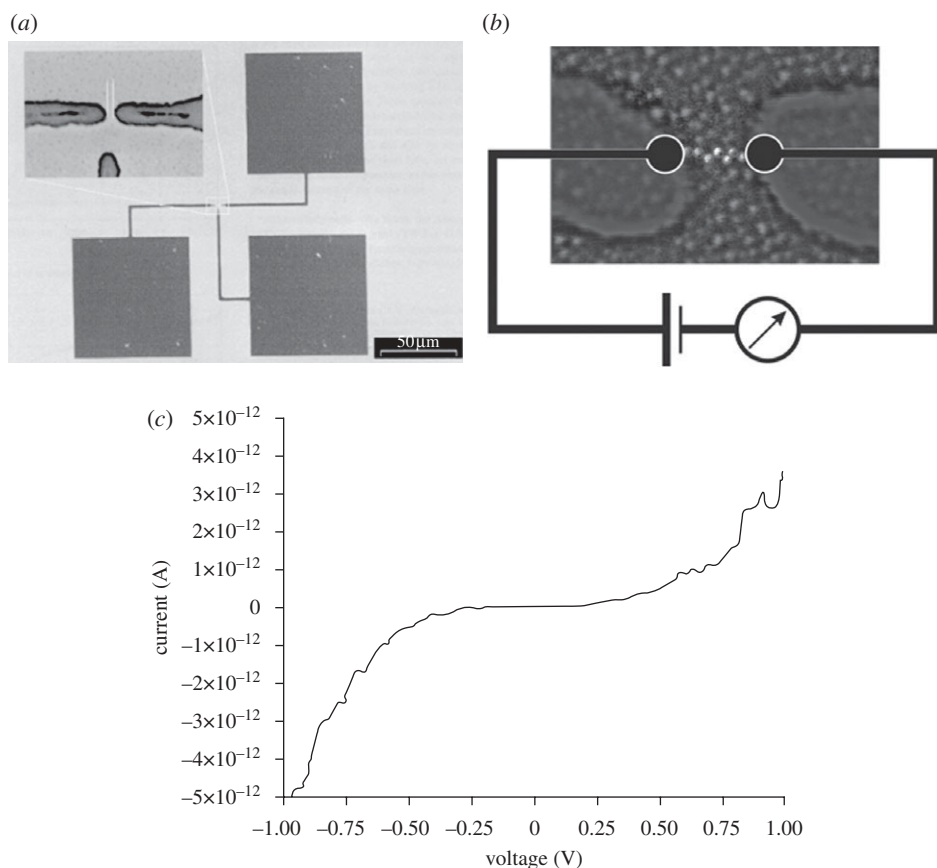 (a)
(b)
50μm
(c)
5×10⁻¹²
4×10⁻¹²
3×10⁻¹²
2×10⁻¹²
1×10⁻¹²
0
−1×10⁻¹²
−2×10⁻¹²
−3×10⁻¹²
−4×10⁻¹²
−5×10⁻¹²
current (A)
−1.00 −0.75 −0.50 −0.25 0 0.25 0.50 0.75 1.00
voltage (V)